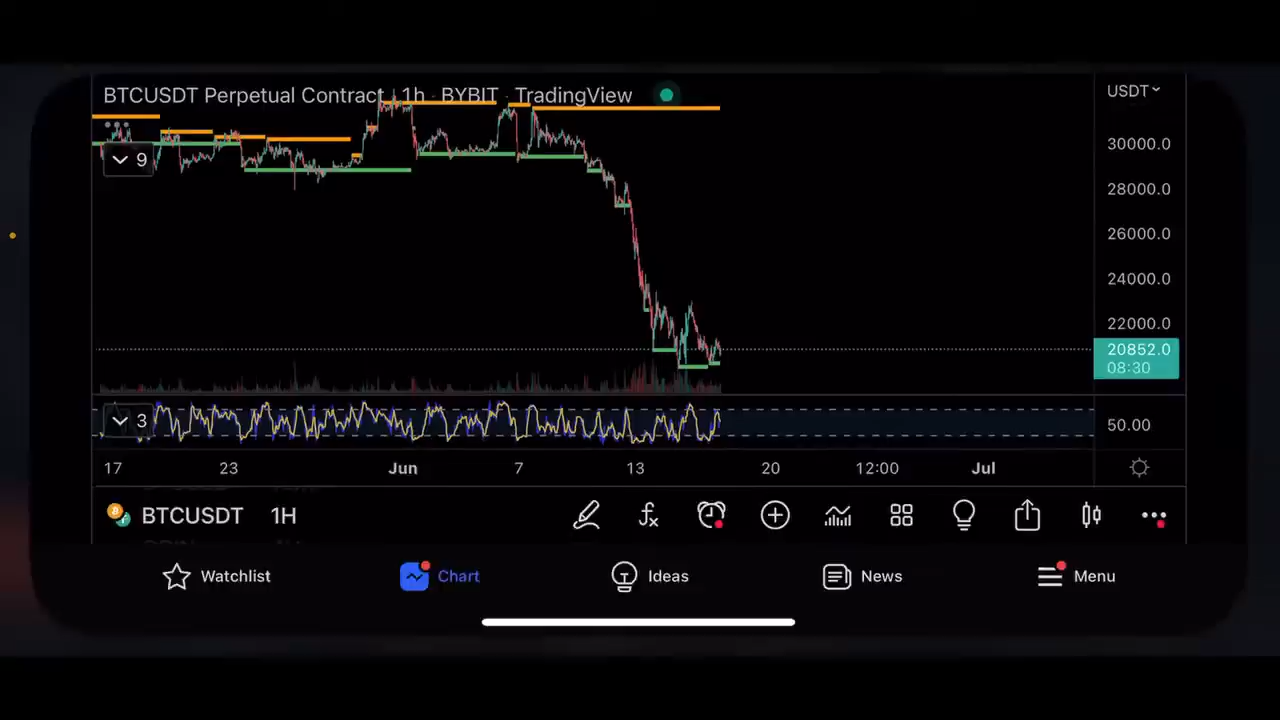 BTCUSDT Perpetual Contract · 1h · BYBIT · TradingView
USDT
30000.0
9
28000.0
26000.0
24000.0
22000.0
20852.0
08:30
3
50.00
17 23 Jun 7 13 20 12:00 Jul
BTCUSDT 1H
Watchlist Chart Ideas News Menu